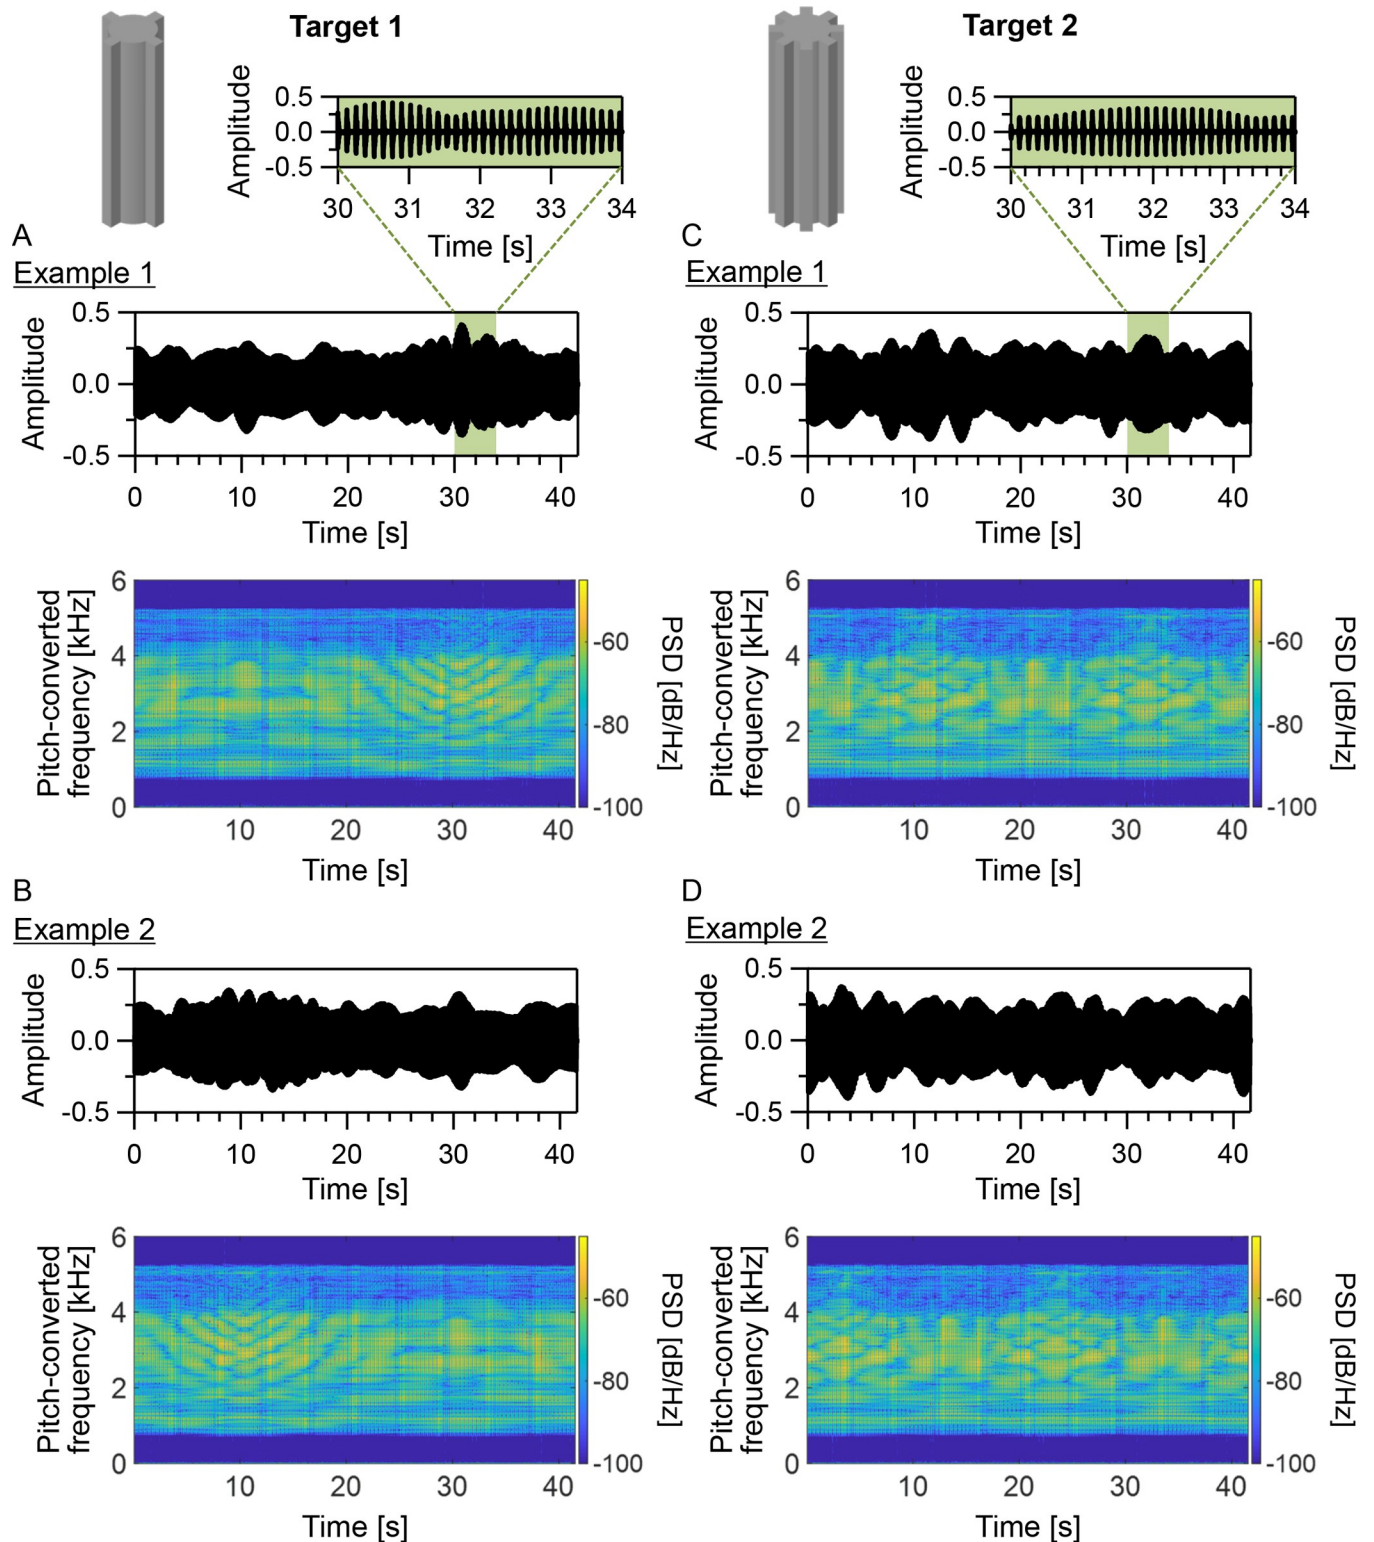 Target 1
Amplitude
0.5
0.0
-0.5
30 31 32 33 34
Time [s]
A
Example 1
Amplitude
0.5
0.0
-0.5
0 10 20 30 40
Time [s]
Pitch-converted
frequency [kHz]
6
4
2
0
10 20 30 40
Time [s]
-60
-80
-100
PSD [dB/Hz]
B
Example 2
Amplitude
0.5
0.0
-0.5
0 10 20 30 40
Time [s]
Pitch-converted
frequency [kHz]
6
4
2
0
10 20 30 40
Time [s]
-60
-80
-100
PSD [dB/Hz]
Target 2
Amplitude
0.5
0.0
-0.5
30 31 32 33 34
Time [s]
C
Example 1
Amplitude
0.5
0.0
-0.5
0 10 20 30 40
Time [s]
Pitch-converted
frequency [kHz]
6
4
2
0
10 20 30 40
Time [s]
-60
-80
-100
PSD [dB/Hz]
D
Example 2
Amplitude
0.5
0.0
-0.5
0 10 20 30 40
Time [s]
Pitch-converted
frequency [kHz]
6
4
2
0
10 20 30 40
Time [s]
-60
-80
-100
PSD [dB/Hz]